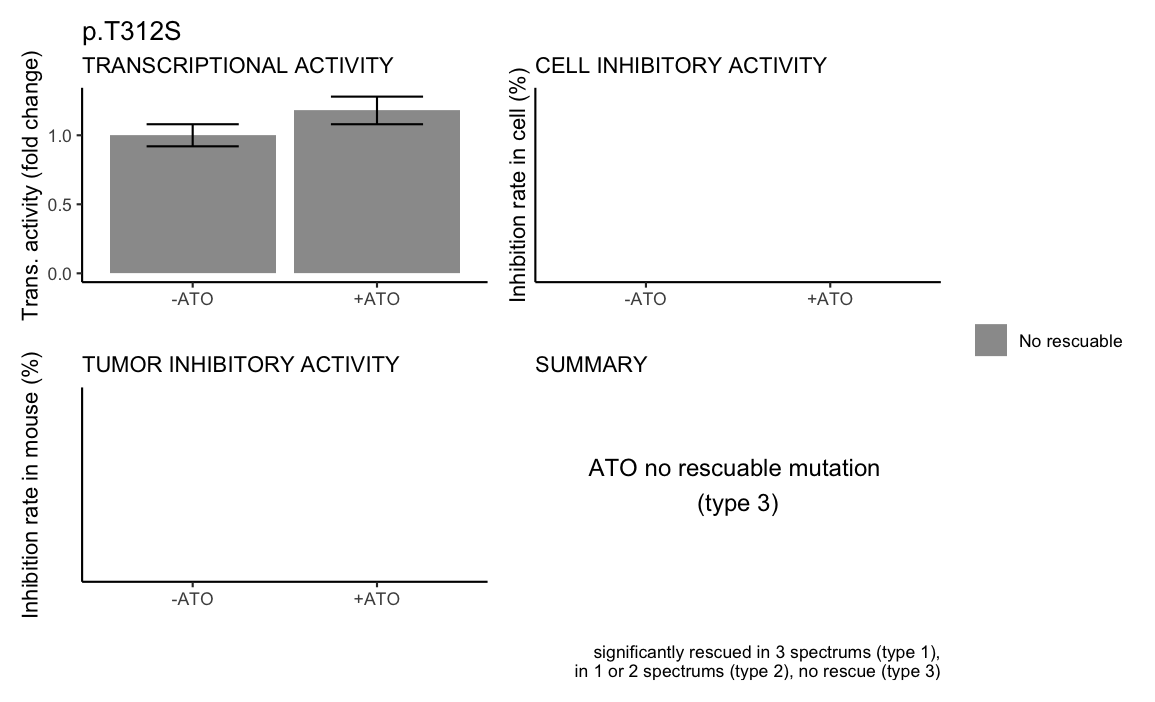 p.T312S
TRANSCRIPTIONAL ACTIVITY
Trans. activity (fold change)
1.0
0.5
0.0
-ATO
+ATO
CELL INHIBITORY ACTIVITY
Inhibition rate in cell (%)
-ATO
+ATO
No rescuable
TUMOR INHIBITORY ACTIVITY
Inhibition rate in mouse (%)
-ATO
+ATO
SUMMARY
ATO no rescuable mutation
(type 3)
significantly rescued in 3 spectrums (type 1),
in 1 or 2 spectrums (type 2), no rescue (type 3)